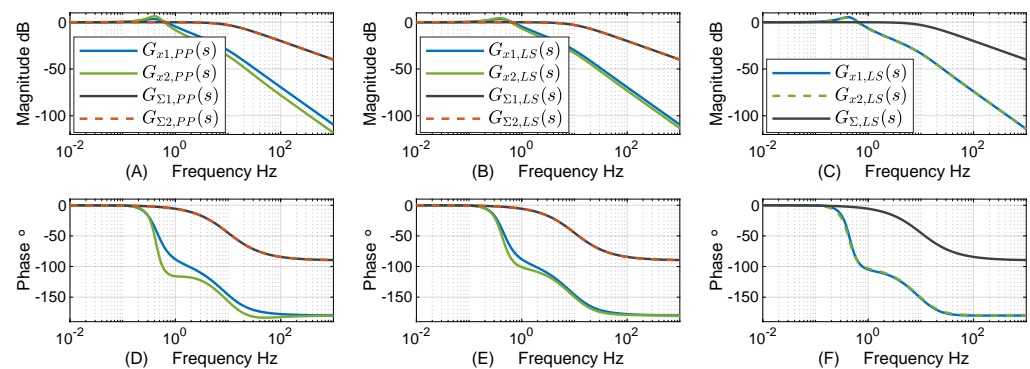 Magnitude dB
0
-50
-100
G_{x1,PP}(s)
G_{x2,PP}(s)
G_{Σ1,PP}(s)
G_{Σ2,PP}(s)
10^{-2} 10^{0} 10^{2}
(A) Frequency Hz
Magnitude dB
0
-50
-100
G_{x1,LS}(s)
G_{x2,LS}(s)
G_{Σ1,LS}(s)
G_{Σ2,LS}(s)
10^{-2} 10^{0} 10^{2}
(B) Frequency Hz
Magnitude dB
0
-50
-100
G_{x1,LS}(s)
G_{x2,LS}(s)
G_{Σ,LS}(s)
10^{-2} 10^{0} 10^{2}
(C) Frequency Hz
Phase °
0
-50
-100
-150
10^{-2} 10^{0} 10^{2}
(D) Frequency Hz
Phase °
0
-50
-100
-150
10^{-2} 10^{0} 10^{2}
(E) Frequency Hz
Phase °
0
-50
-100
-150
10^{-2} 10^{0} 10^{2}
(F) Frequency Hz